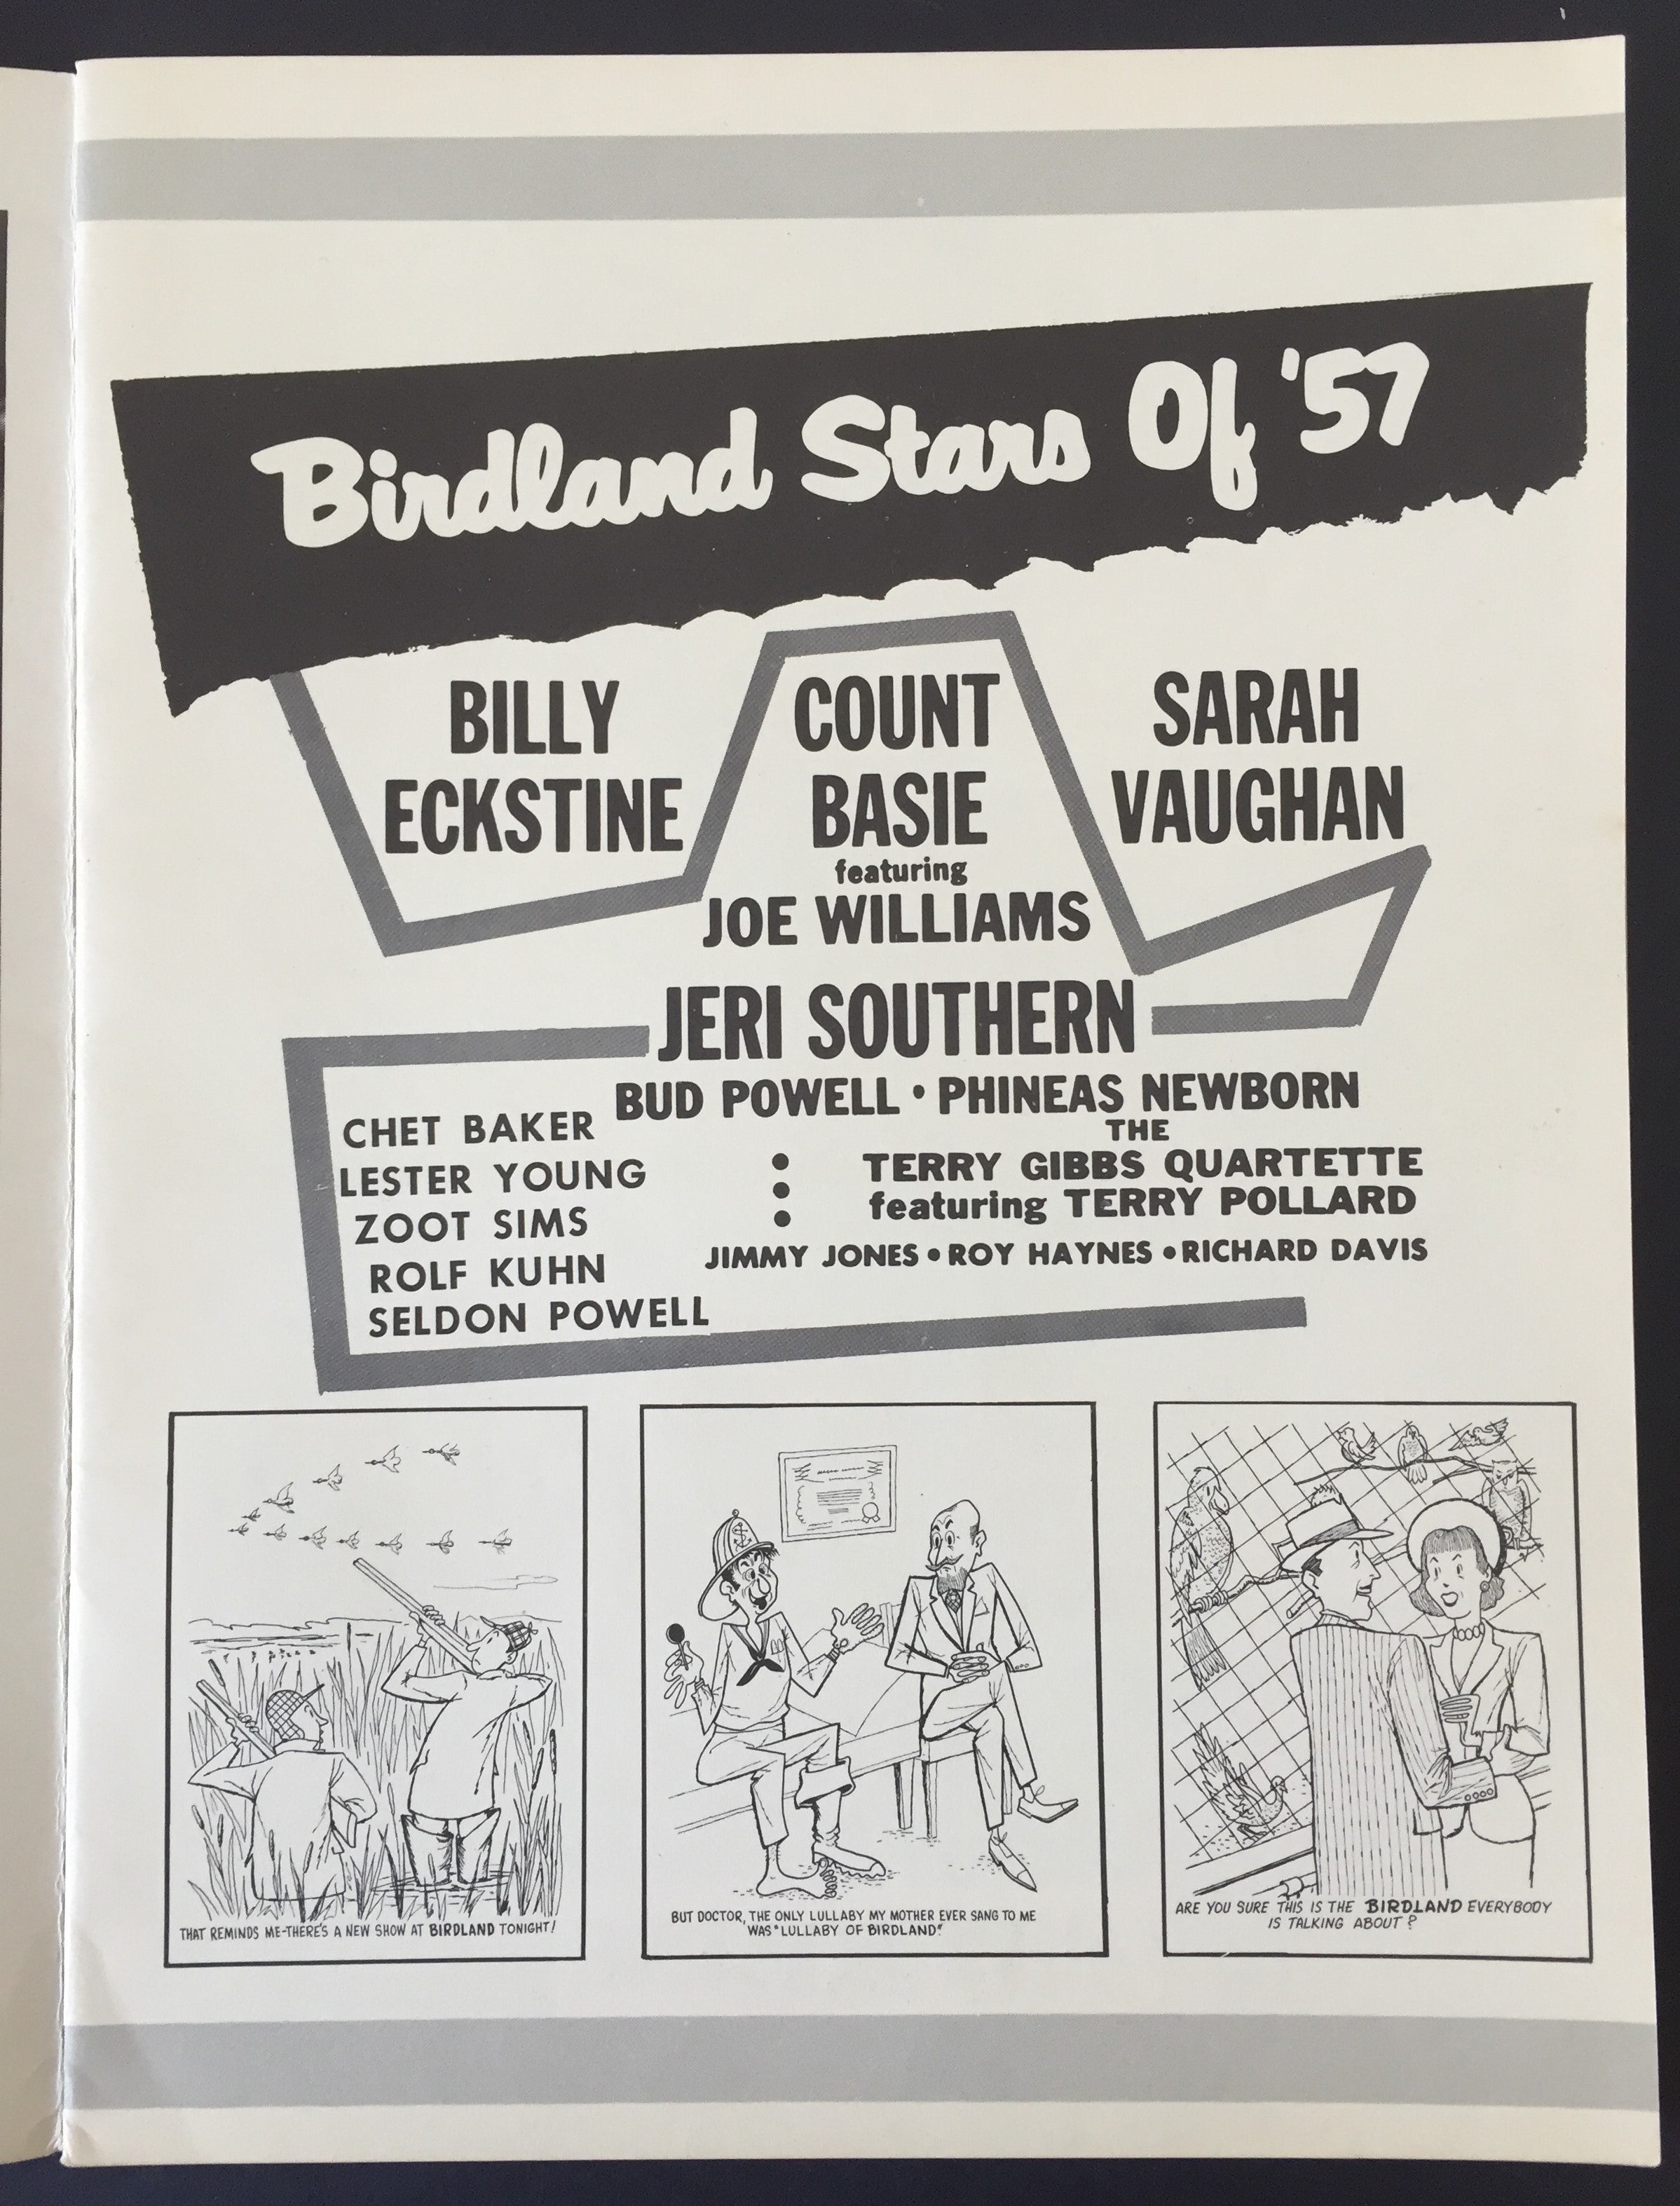 Birdland Stars Of '57
BILLY
ECKSTINE
COUNT
BASIE
featuring
JOE WILLIAMS
SARAH
VAUGHAN
JERI SOUTHERN
BUD POWELL • PHINEAS NEWBORN
CHET BAKER
LESTER YOUNG
ZOOT SIMS
ROLF KUHN
SELDON POWELL
THE
TERRY GIBBS QUARTETTE
featuring TERRY POLLARD
JIMMY JONES • ROY HAYNES • RICHARD DAVIS
THAT REMINDS ME-THERE'S A NEW SHOW AT BIRDLAND TONIGHT!
BUT DOCTOR, THE ONLY LULLABY MY MOTHER EVER SANG TO ME
WAS "LULLABY OF BIRDLAND."
ARE YOU SURE THIS IS THE BIRDLAND EVERYBODY
IS TALKING ABOUT?